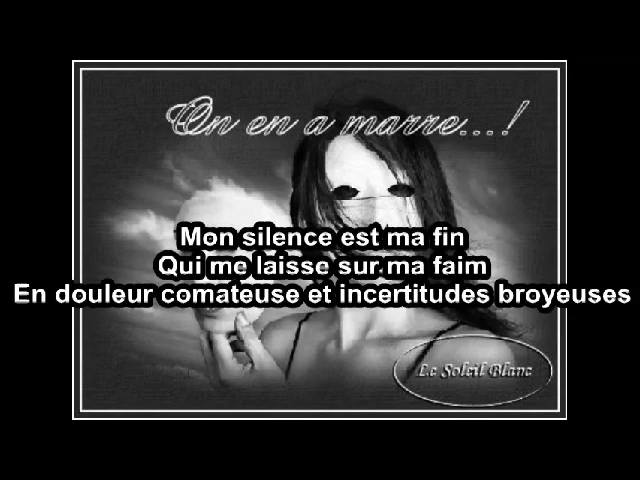 On en a marre...!
Mon silence est ma fin
Qui me laisse sur ma faim
En douleur comateuse et incertitudes broyeuses
Le Soleil Blanc